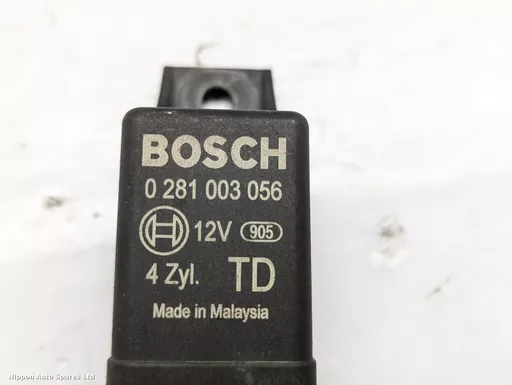 BOSCH
0 281 003 056
12V 905
4 Zyl. TD
Made in Malaysia
Nippon Auto Spares Ltd